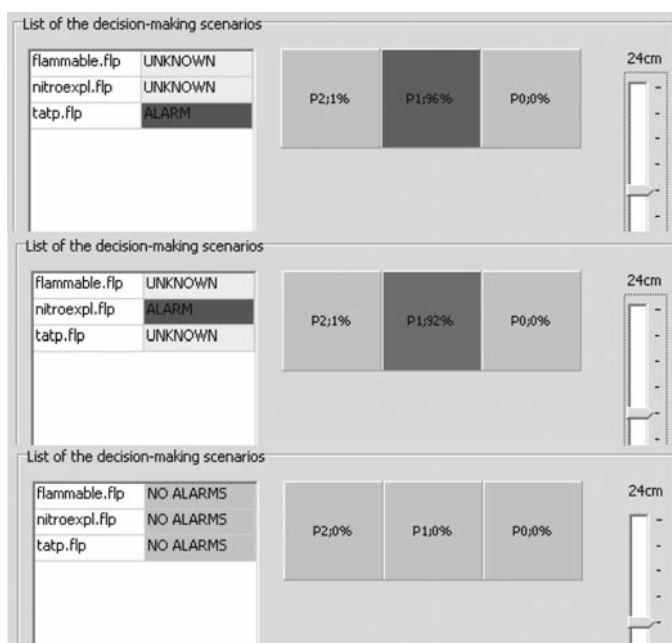 List of the decision-making scenarios
24cm
flammable.flp UNKNOWN
nitroexpl.flp UNKNOWN
tatp.flp ALARM
P2;1% P1;96% P0;0%
List of the decision-making scenarios
24cm
flammable.flp UNKNOWN
nitroexpl.flp ALARM
tatp.flp UNKNOWN
P2;1% P1;92% P0;0%
List of the decision-making scenarios
24cm
flammable.flp NO ALARMS
nitroexpl.flp NO ALARMS
tatp.flp NO ALARMS
P2;0% P1;0% P0;0%